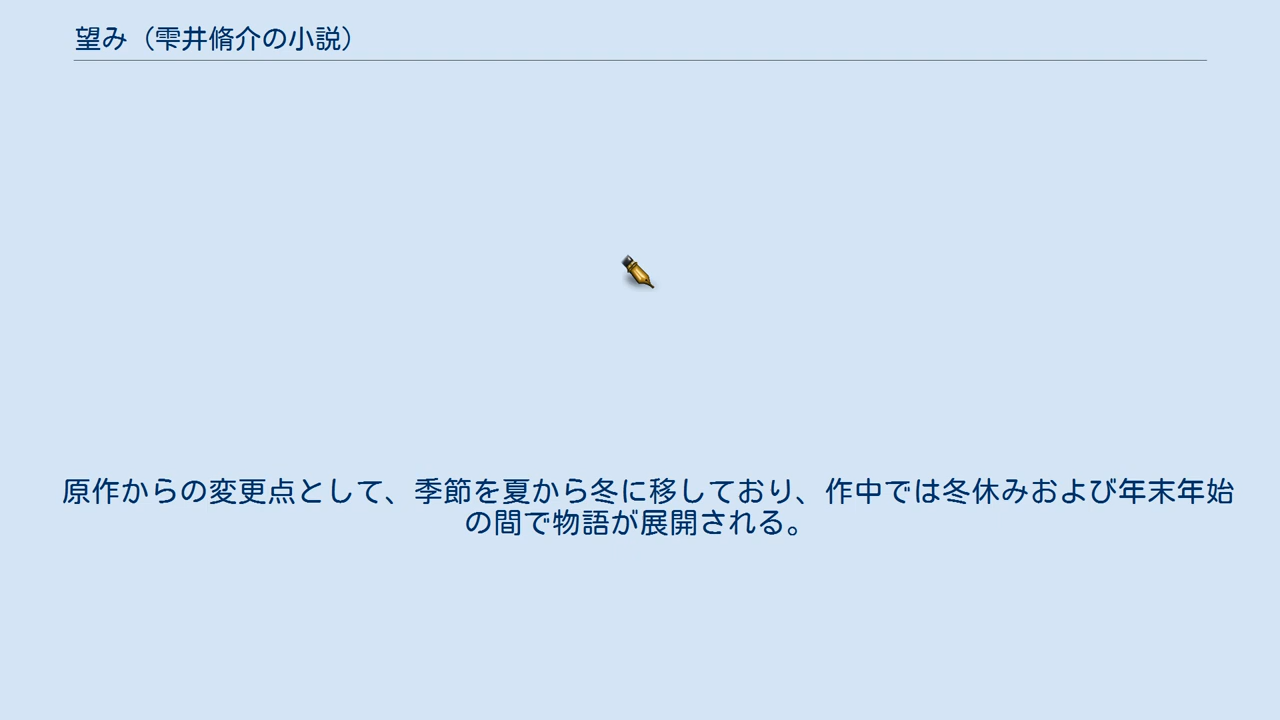 望み（雫井脩介の小説）
原作からの変更点として、季節を夏から冬に移しており、作中では冬休みおよび年末年始
の間で物語が展開される。